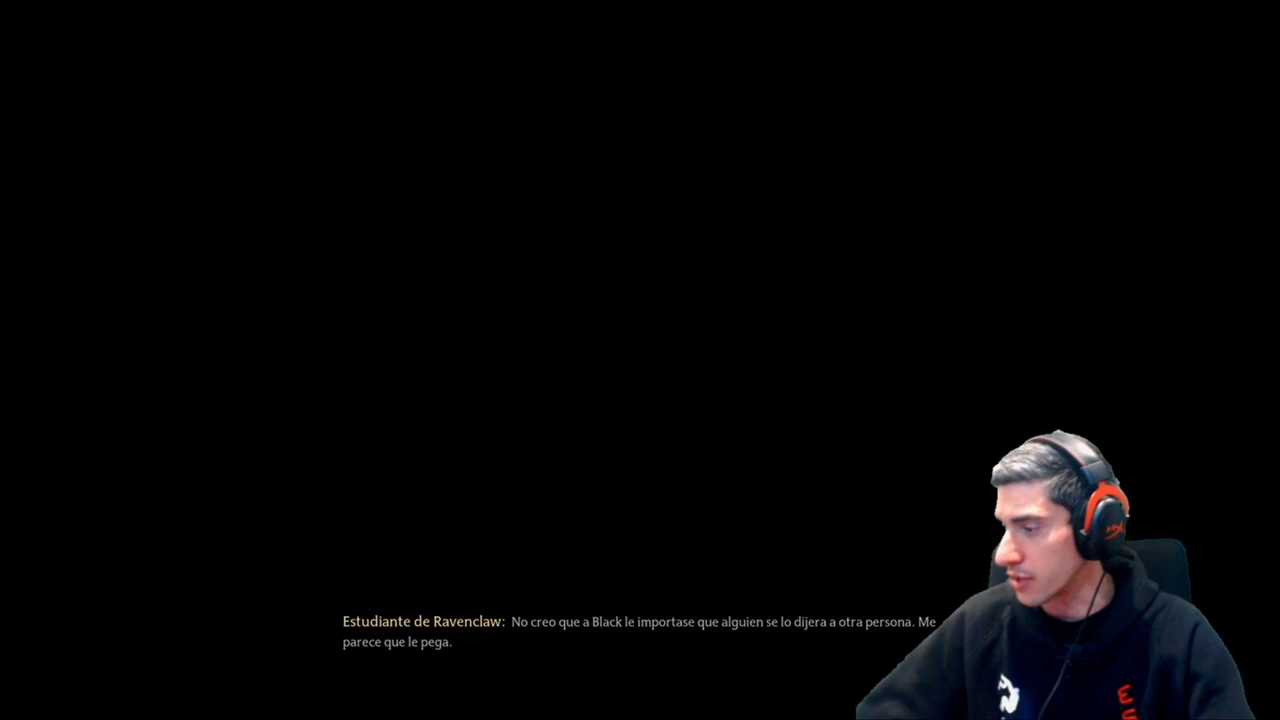 Estudiante de Ravenclaw: No creo que a Black le importase que alguien se lo dijera a otra persona. Me
parece que le pega.